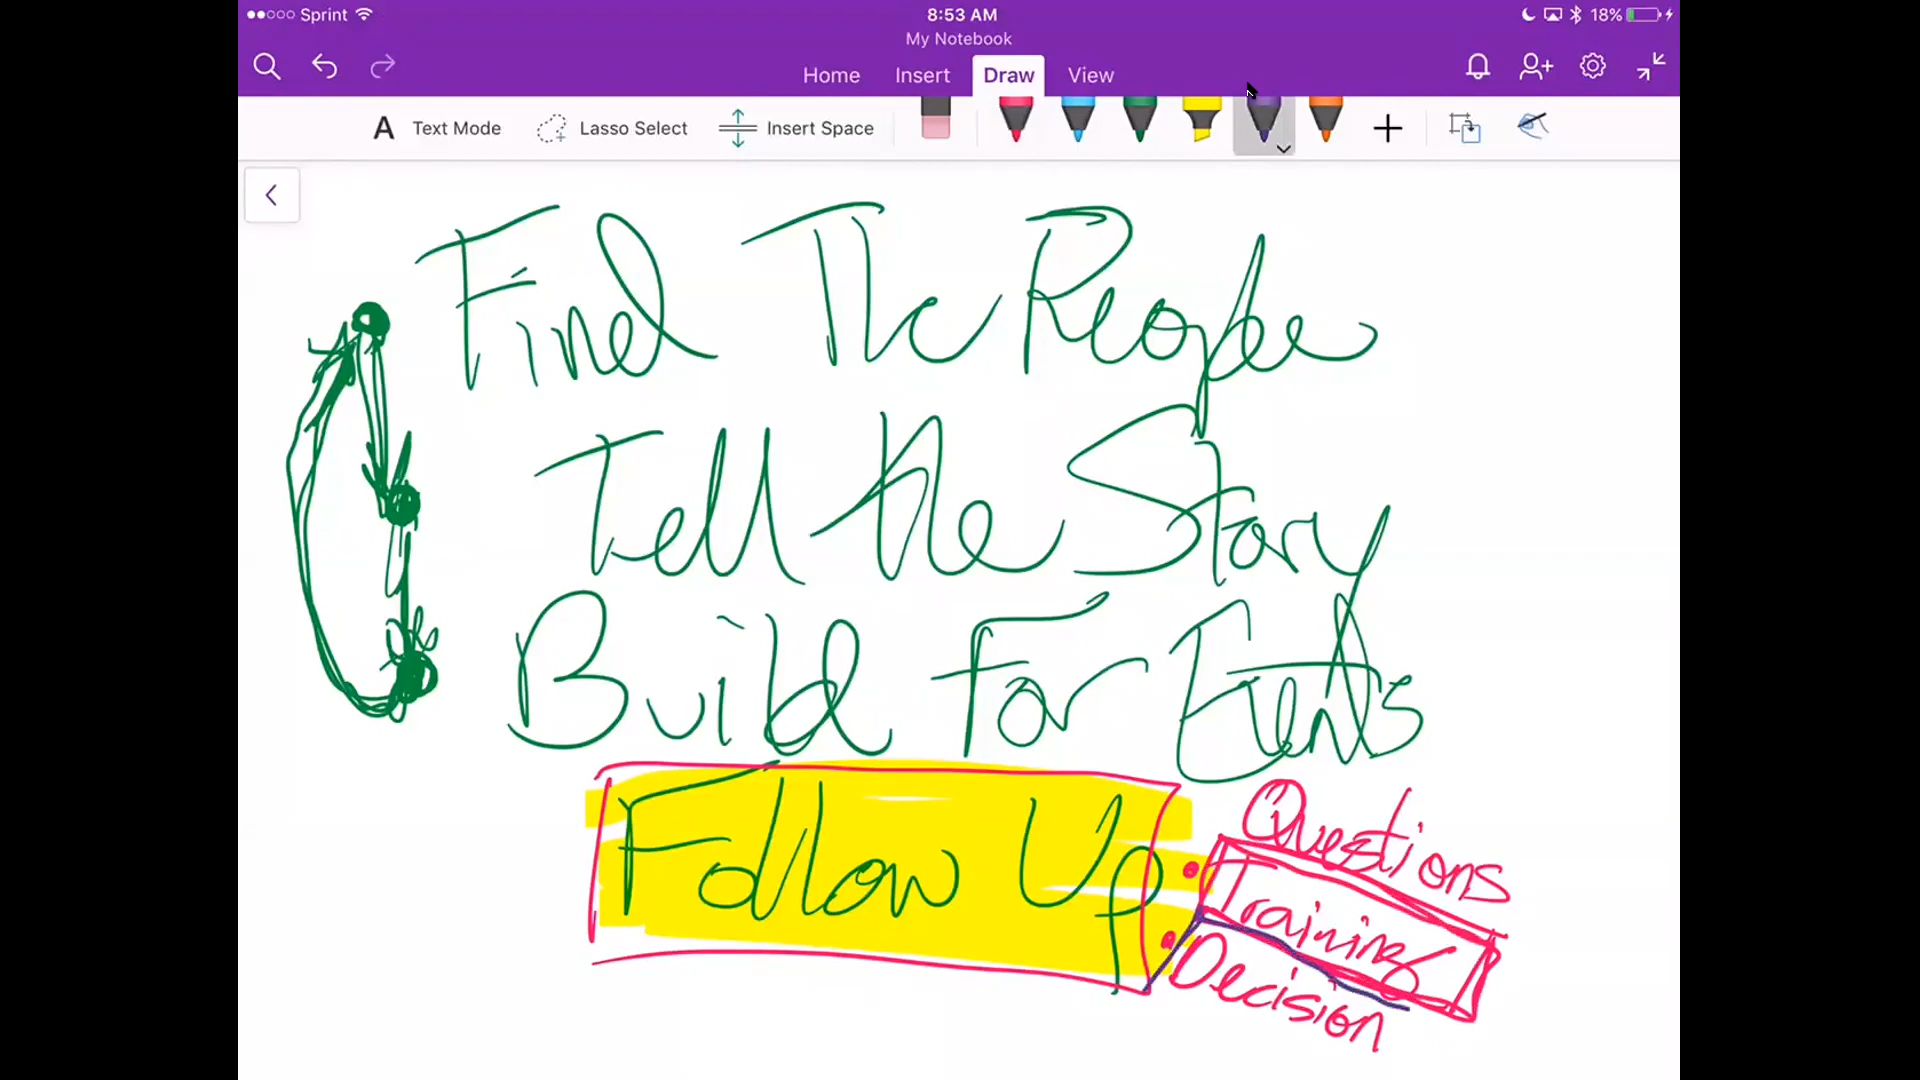 Sprint 8:53 AM 18%
My Notebook
Home Insert Draw View
A Text Mode Lasso Select Insert Space
Find The People
Tell the Story
Build For Events
Follow Up
Questions
Training
Decision